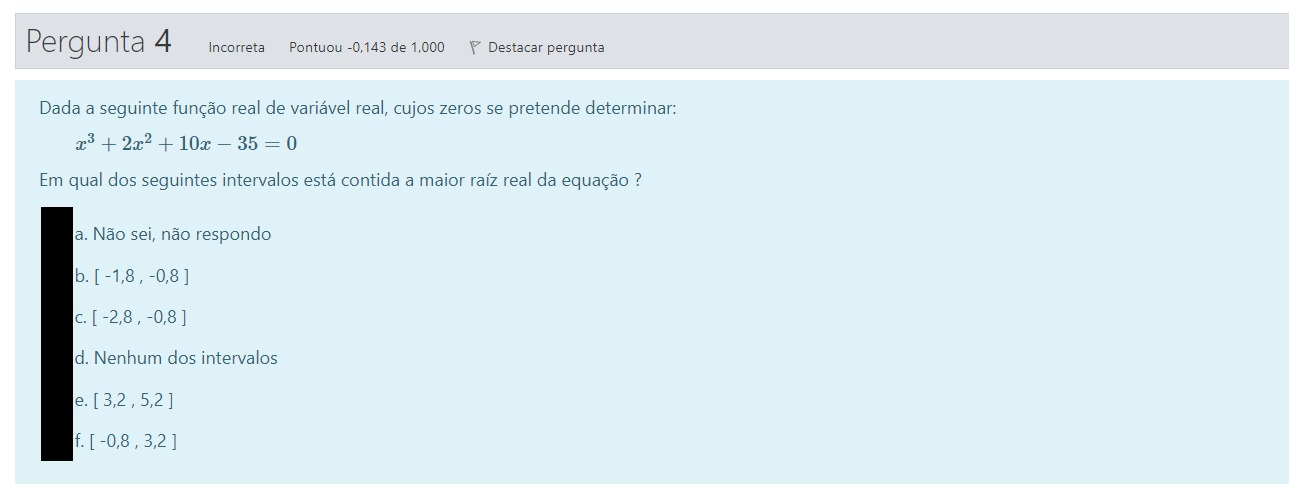 Pergunta 4 Incorreta Pontuou -0,143 de 1,000 Destacar pergunta
Dada a seguinte função real de variável real, cujos zeros se pretende determinar:
x³ + 2x² + 10x − 35 = 0
Em qual dos seguintes intervalos está contida a maior raíz real da equação ?
a. Não sei, não respondo
b. [ -1,8 , -0,8 ]
c. [ -2,8 , -0,8 ]
d. Nenhum dos intervalos
e. [ 3,2 , 5,2 ]
f. [ -0,8 , 3,2 ]